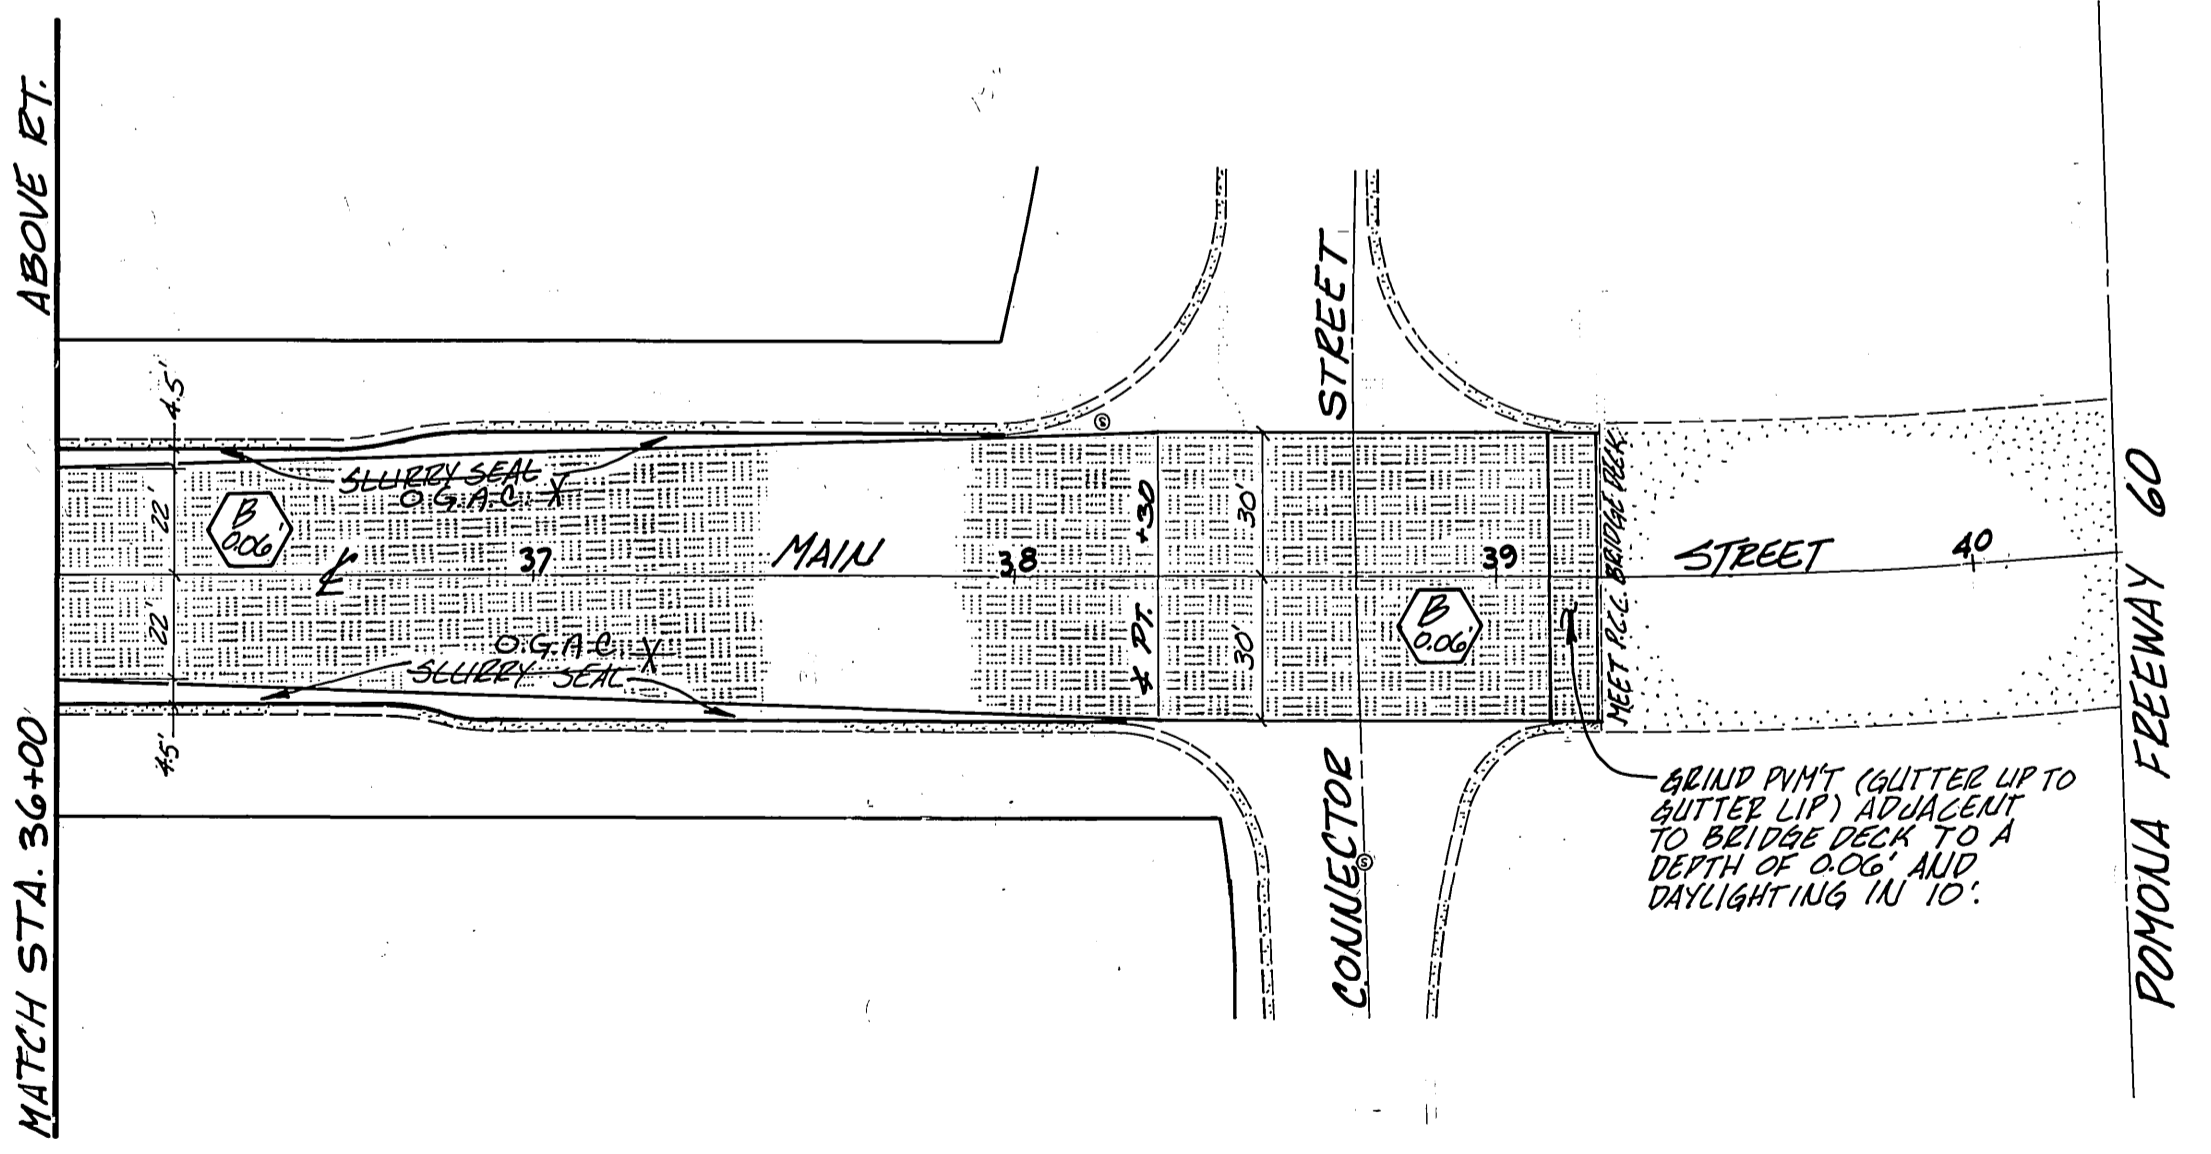 MATCH STA. 36+00
ABOVE RT.
4.5'
22'
22'
4.5'
B
0.06'
℄
SLURRY SEAL
O.G.A.C. X
37
O.G.A.C. X
SLURRY SEAL
MAIN
38
S
* PT. +30
30'
30'
STREET
CONNECTOR
S
B
0.06'
39
MEET P.C.C. BRIDGE DECK.
STREET
40
GRIND PVM'T (GUTTER LIP TO
GUTTER LIP) ADJACENT
TO BRIDGE DECK TO A
DEPTH OF 0.06' AND
DAYLIGHTING IN 10'.
POMONA FREEWAY 60